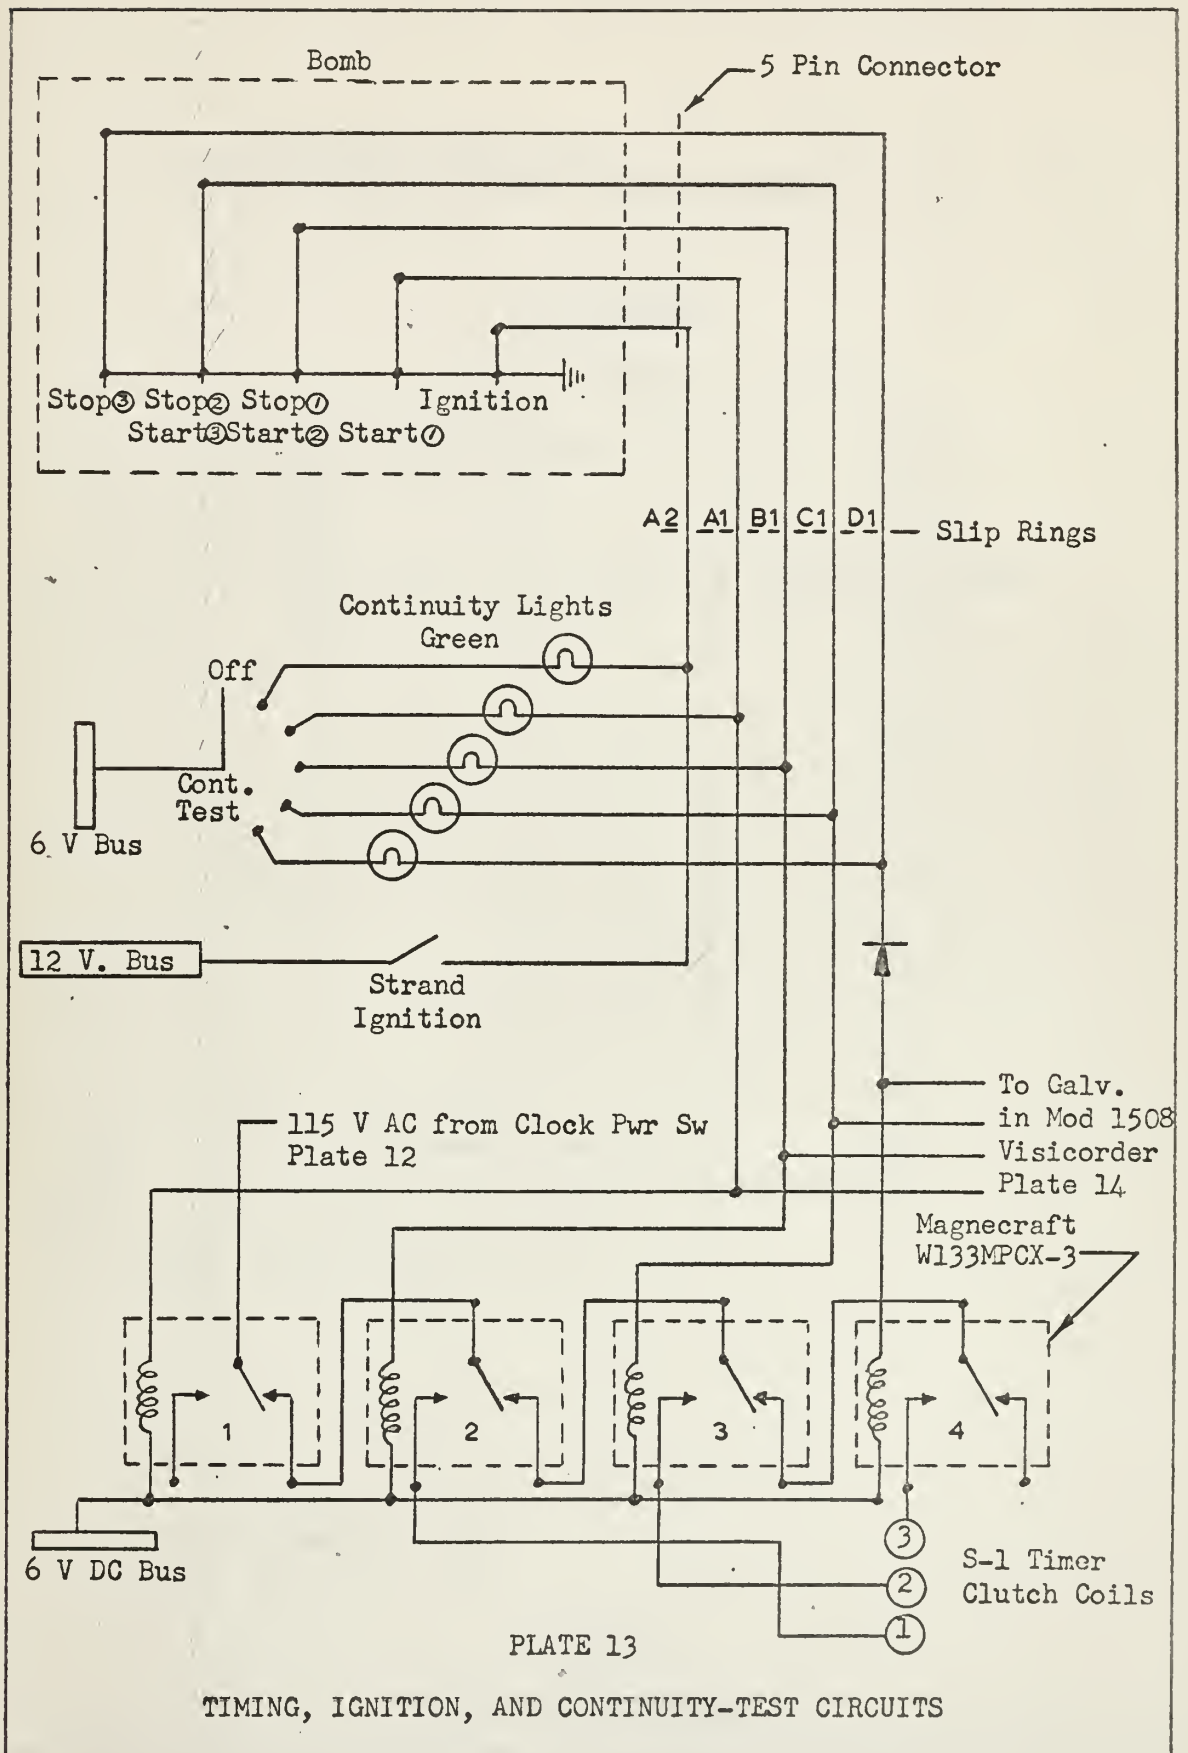 Bomb
5 Pin Connector
Stop③ Stop② Stop① Ignition
Start③Start② Start①
A2 A1 B1 C1 D1 Slip Rings
Continuity Lights
Green
Off
Cont.
Test
6 V Bus
12 V. Bus
Strand
Ignition
To Galv.
in Mod 1508
Visicorder
Plate 14
115 V AC from Clock Pwr Sw
Plate 12
Magnecraft
W133MPCX-3
1 2 3 4
6 V DC Bus
3
2
1
S-1 Timer
Clutch Coils
PLATE 13
TIMING, IGNITION, AND CONTINUITY-TEST CIRCUITS